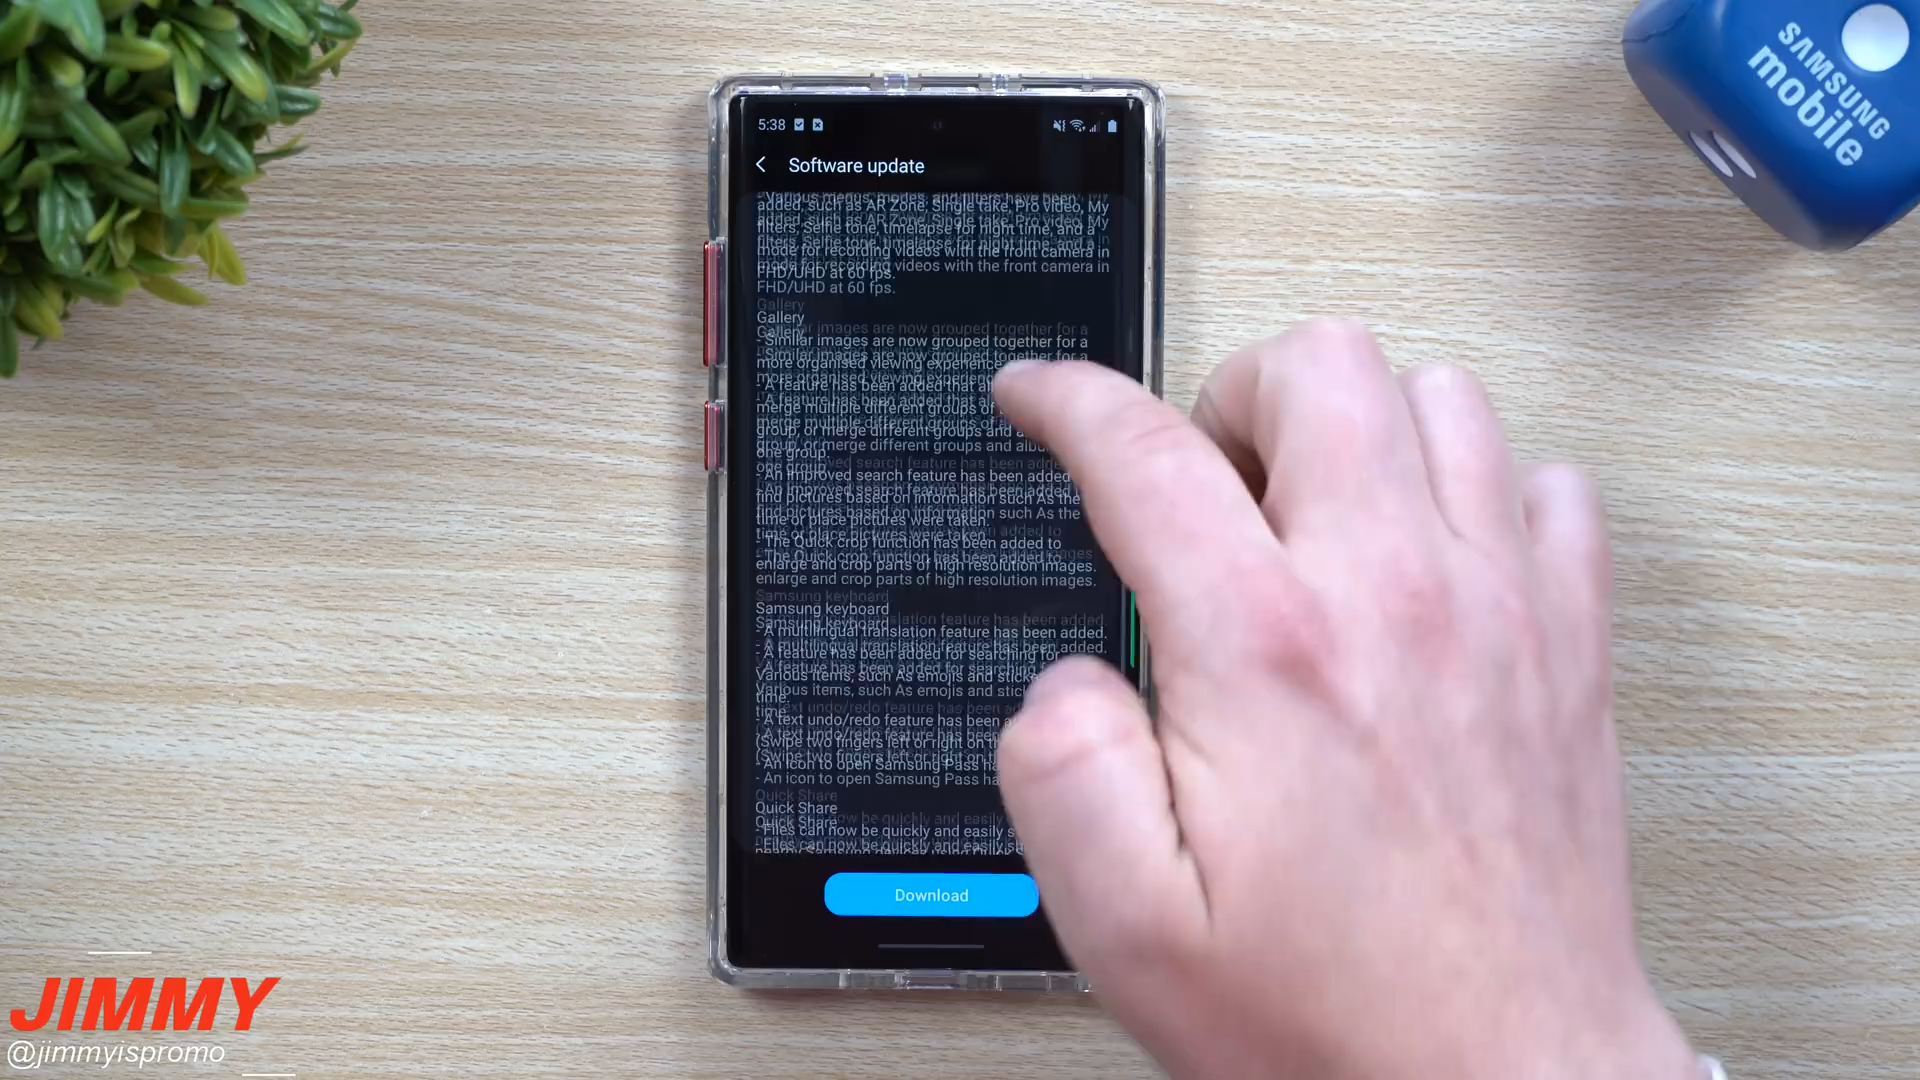 5:38
Software update
added, such as AR Zone, Single take, Pro video, My
filters, Selfie tone, timelapse for night time, and a
mode for recording videos with the front camera in
FHD/UHD at 60 fps.
Gallery
- Similar images are now grouped together for a
more organised viewing experience
- A feature has been added that
merge multiple different groups of
group, or merge different groups and
one group.
- An improved search feature has been added
find pictures based on information such As the
time or place pictures were taken.
- The Quick crop function has been added to
enlarge and crop parts of high resolution images.
Samsung keyboard
- A multilingual translation feature has been added.
- A feature has been added for searching for
Various items, such As emojis and
time.
- A text undo/redo feature has been
(Swipe two fingers left or right on
- An icon to open Samsung Pass
Quick Share
- Files can now be quickly and easily
Download
SAMSUNG
mobile
JIMMY
@jimmyispromo